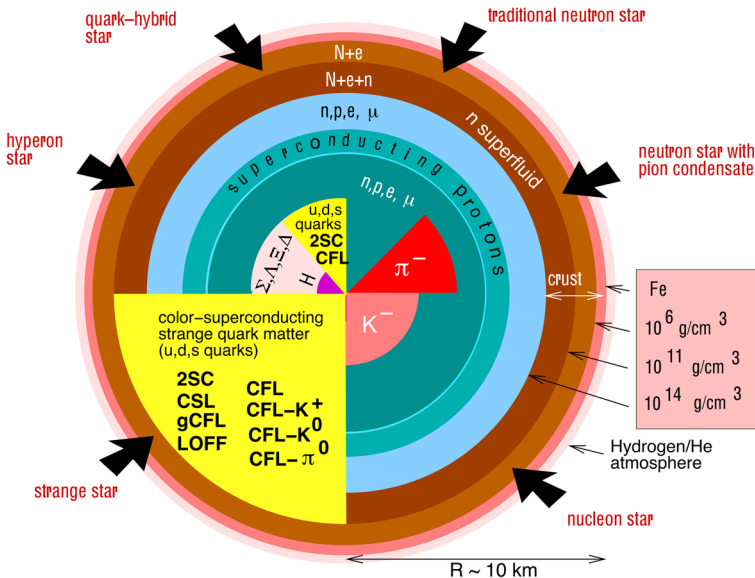 quark–hybrid
star
traditional neutron star
N+e
N+e+n
n,p,e, μ
n superfluid
hyperon
star
neutron star with
pion condensate
superconducting protons
n,p,e, μ
u,d,s
quarks
2SC
CFL
Σ,Λ,Ξ,Δ
H
π⁻
K⁻
crust
Fe
10⁶ g/cm³
10¹¹ g/cm³
10¹⁴ g/cm³
color–superconducting
strange quark matter
(u,d,s quarks)
2SC
CSL
gCFL
LOFF
CFL
CFL–K⁺
CFL–K⁰
CFL–π⁰
Hydrogen/He
atmosphere
strange star
nucleon star
R ~ 10 km